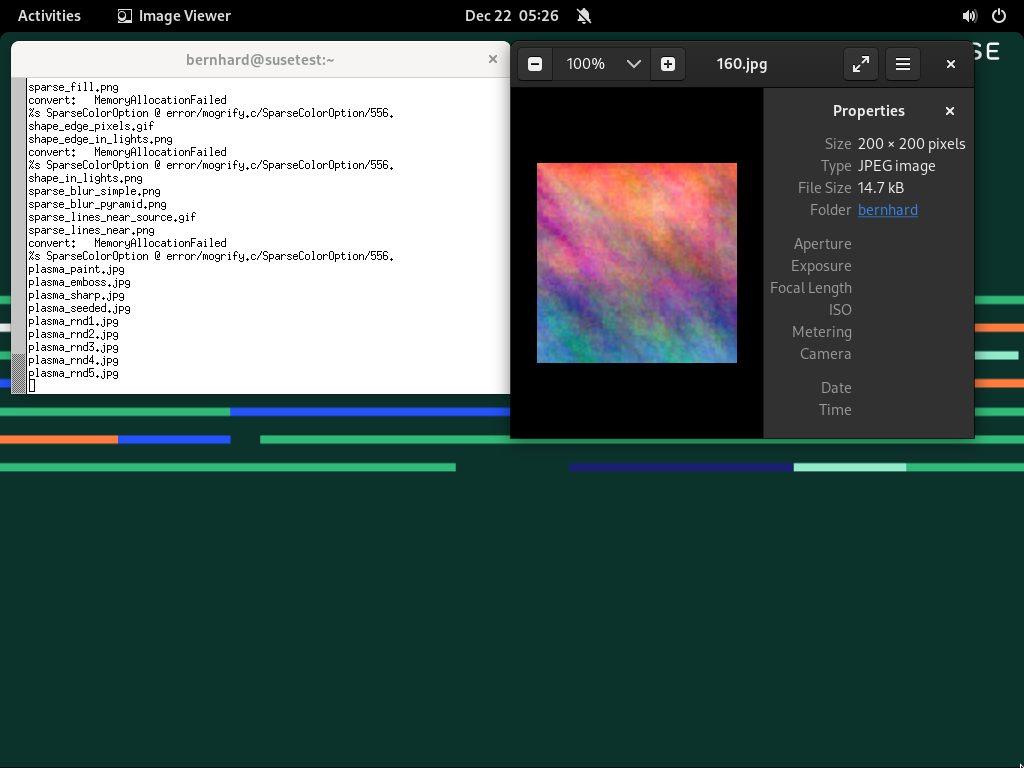 Activities Image Viewer Dec 22 05:26
bernhard@susetest:~
sparse_fill.png
convert: MemoryAllocationFailed
%s SparseColorOption @ error/mogrify.c/SparseColorOption/556.
shape_edge_pixels.gif
shape_edge_in_lights.png
convert: MemoryAllocationFailed
%s SparseColorOption @ error/mogrify.c/SparseColorOption/556.
shape_in_lights.png
sparse_blur_simple.png
sparse_blur_pyramid.png
sparse_lines_near_source.gif
sparse_lines_near.png
convert: MemoryAllocationFailed
%s SparseColorOption @ error/mogrify.c/SparseColorOption/556.
plasma_paint.jpg
plasma_emboss.jpg
plasma_sharp.jpg
plasma_seeded.jpg
plasma_rnd1.jpg
plasma_rnd2.jpg
plasma_rnd3.jpg
plasma_rnd4.jpg
plasma_rnd5.jpg
100% 160.jpg
Properties
Size 200 × 200 pixels
Type JPEG image
File Size 14.7 kB
Folder bernhard
Aperture
Exposure
Focal Length
ISO
Metering
Camera
Date
Time
SE